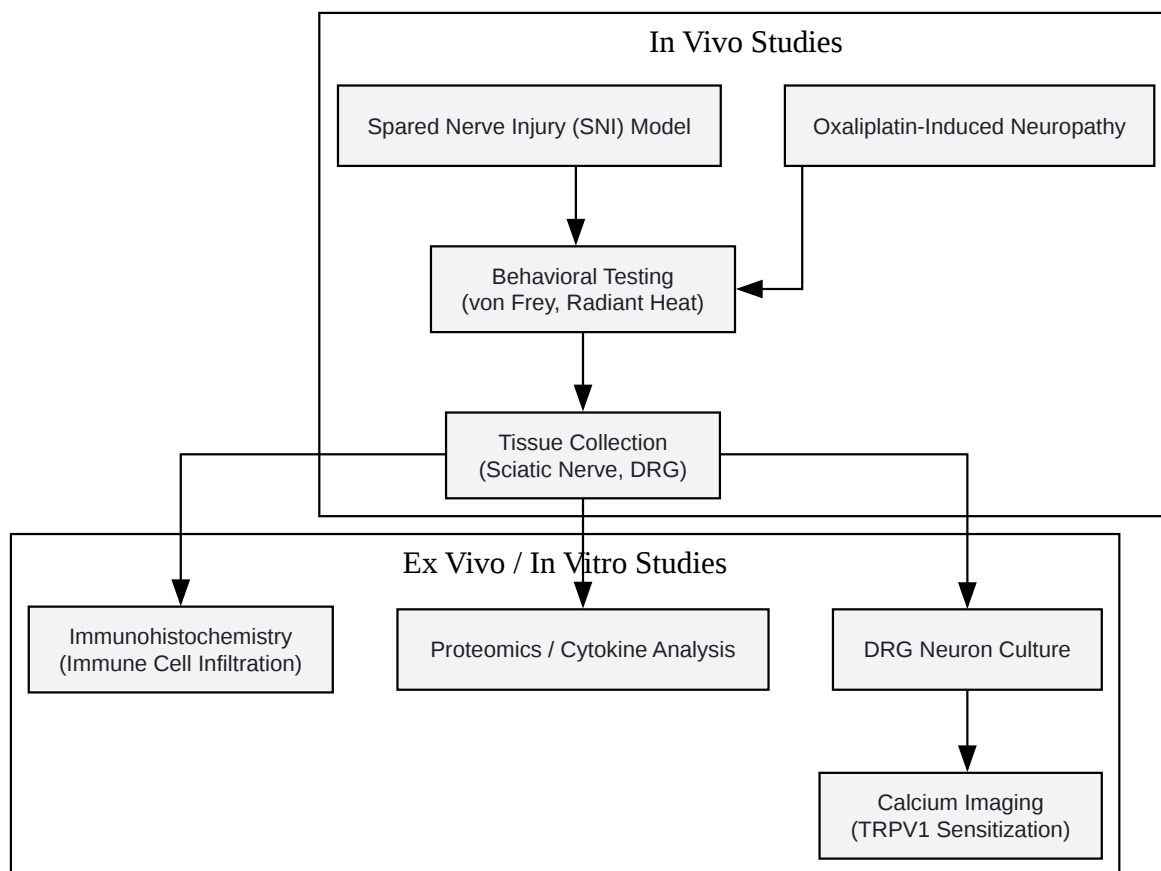 In Vivo Studies
Spared Nerve Injury (SNI) Model
Oxaliplatin-Induced Neuropathy
Behavioral Testing
(von Frey, Radiant Heat)
Tissue Collection
(Sciatic Nerve, DRG)
Ex Vivo / In Vitro Studies
Immunohistochemistry
(Immune Cell Infiltration)
Proteomics / Cytokine Analysis
DRG Neuron Culture
Calcium Imaging
(TRPV1 Sensitization)